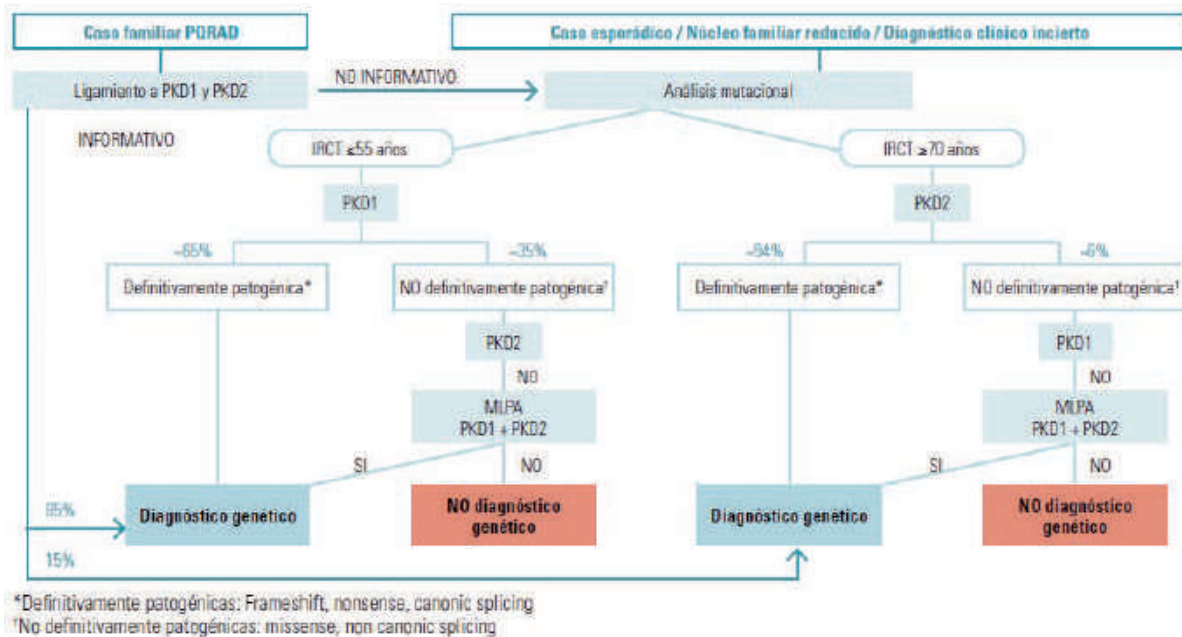 Caso familiar PQRAD
Caso esporádico / Núcleo familiar reducido / Diagnóstico clínico incierto
Ligamiento a PKD1 y PKD2
NO INFORMATIVO
Análisis mutacional
INFORMATIVO
IRCT ≤55 años
IRCT ≥70 años
PKD1
PKD2
~65%
~35%
~94%
~6%
Definitivamente patogénica*
NO definitivamente patogénica†
Definitivamente patogénica*
NO definitivamente patogénica†
PKD2
PKD1
NO
NO
MLPA
PKD1 + PKD2
MLPA
PKD1 + PKD2
SI
NO
SI
NO
85%
Diagnóstico genético
NO diagnóstico
genético
Diagnóstico genético
NO diagnóstico
genético
15%
*Definitivamente patogénicas: Frameshift, nonsense, canonic splicing
†No definitivamente patogénicas: missense, non canonic splicing